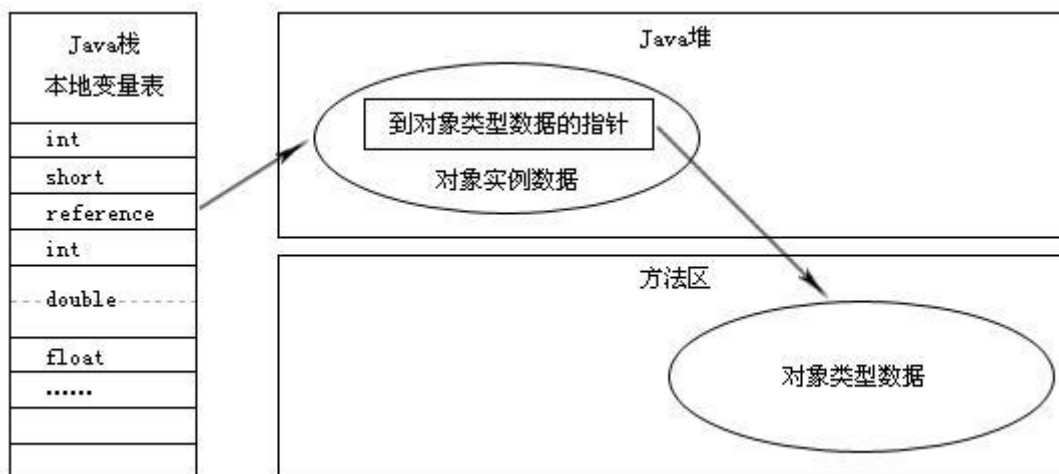 Java栈
本地变量表
int
short
reference
int
double
float
……
Java堆
到对象类型数据的指针
对象实例数据
方法区
对象类型数据